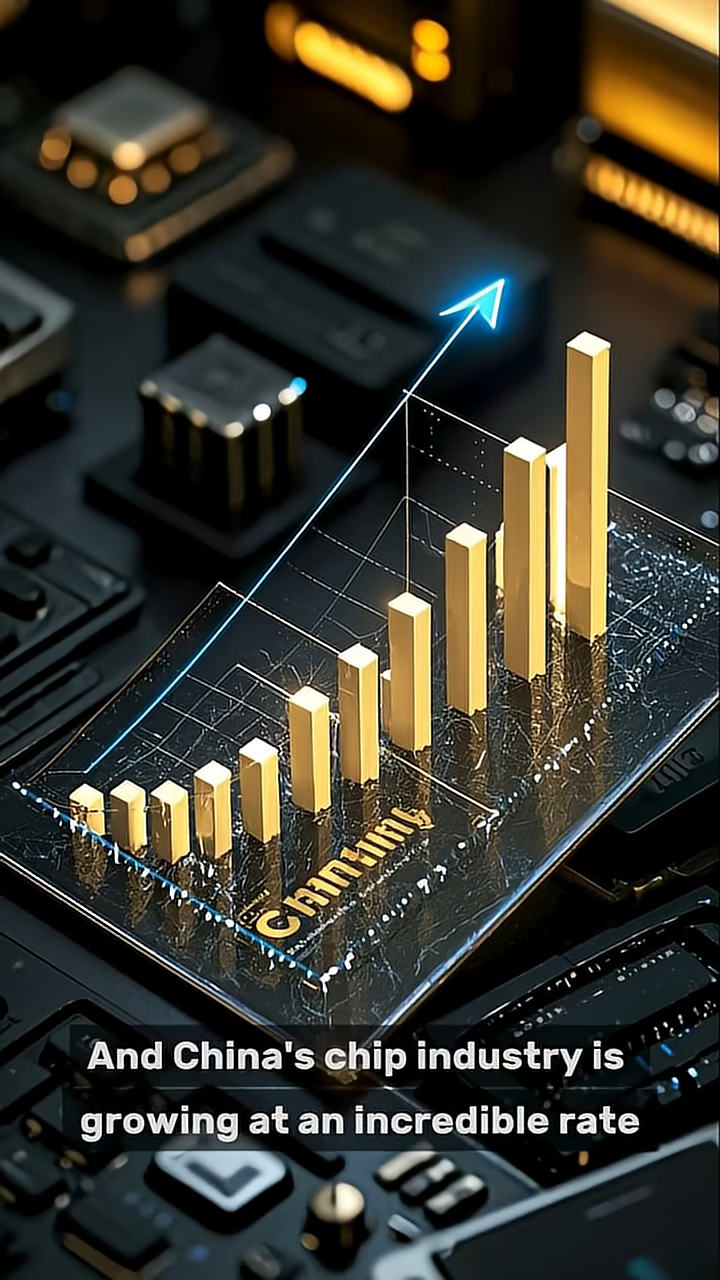 And China's chip industry is
growing at an incredible rate